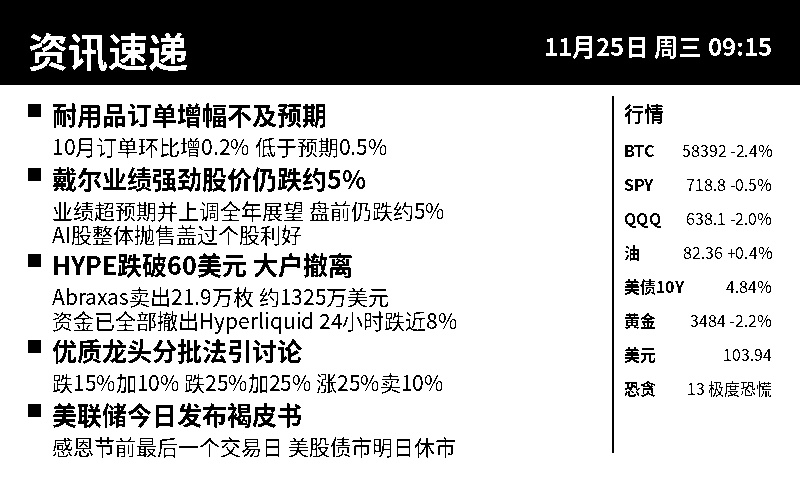 资讯速递
11月25日 周三 09:15
耐用品订单增幅不及预期
10月订单环比增0.2% 低于预期0.5%
戴尔业绩强劲股价仍跌约5%
业绩超预期并上调全年展望 盘前仍跌约5%
AI股整体抛售盖过个股利好
HYPE跌破60美元 大户撤离
Abraxas卖出21.9万枚 约1325万美元
资金已全部撤出Hyperliquid 24小时跌近8%
优质龙头分批法引讨论
跌15%加10% 跌25%加25% 涨25%卖10%
美联储今日发布褐皮书
感恩节前最后一个交易日 美股债市明日休市
行情
BTC 58392 -2.4%
SPY 718.8 -0.5%
QQQ 638.1 -2.0%
油 82.36 +0.4%
美债10Y 4.84%
黄金 3484 -2.2%
美元 103.94
恐贪 13 极度恐慌